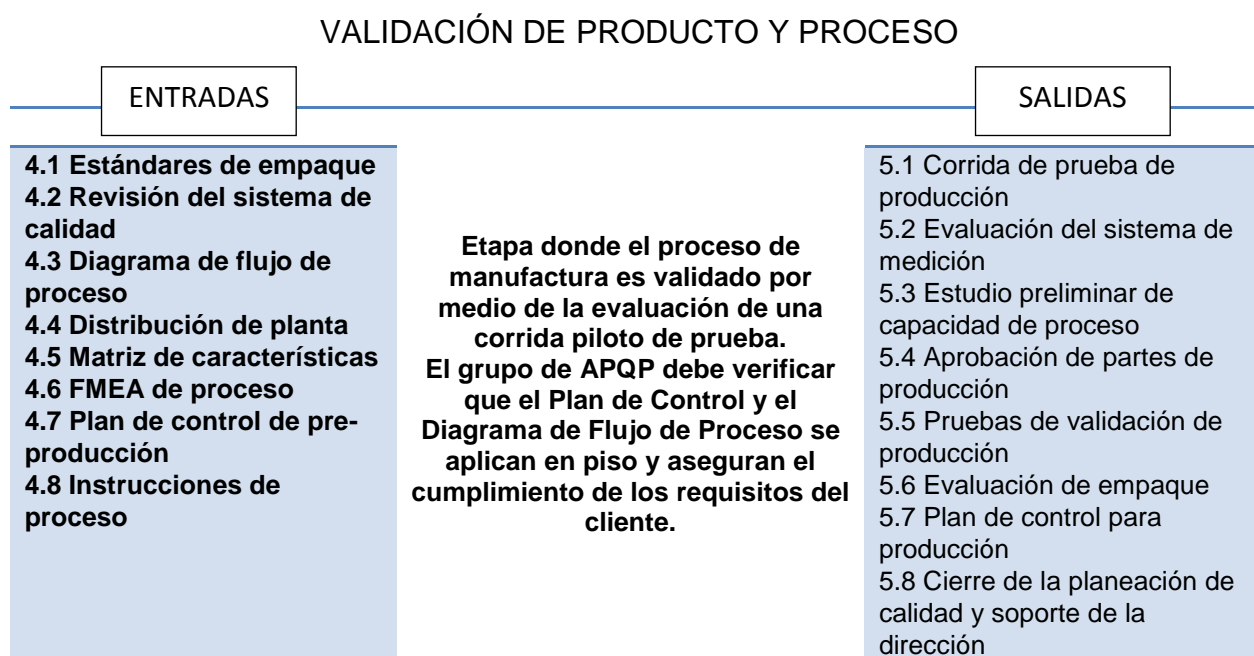 VALIDACIÓN DE PRODUCTO Y PROCESO
ENTRADAS
SALIDAS
4.1 Estándares de empaque
4.2 Revisión del sistema de
calidad
4.3 Diagrama de flujo de
proceso
4.4 Distribución de planta
4.5 Matriz de características
4.6 FMEA de proceso
4.7 Plan de control de pre-
producción
4.8 Instrucciones de
proceso
Etapa donde el proceso de
manufactura es validado por
medio de la evaluación de una
corrida piloto de prueba.
El grupo de APQP debe verificar
que el Plan de Control y el
Diagrama de Flujo de Proceso se
aplican en piso y aseguran el
cumplimiento de los requisitos del
cliente.
5.1 Corrida de prueba de
producción
5.2 Evaluación del sistema de
medición
5.3 Estudio preliminar de
capacidad de proceso
5.4 Aprobación de partes de
producción
5.5 Pruebas de validación de
producción
5.6 Evaluación de empaque
5.7 Plan de control para
producción
5.8 Cierre de la planeación de
calidad y soporte de la
dirección